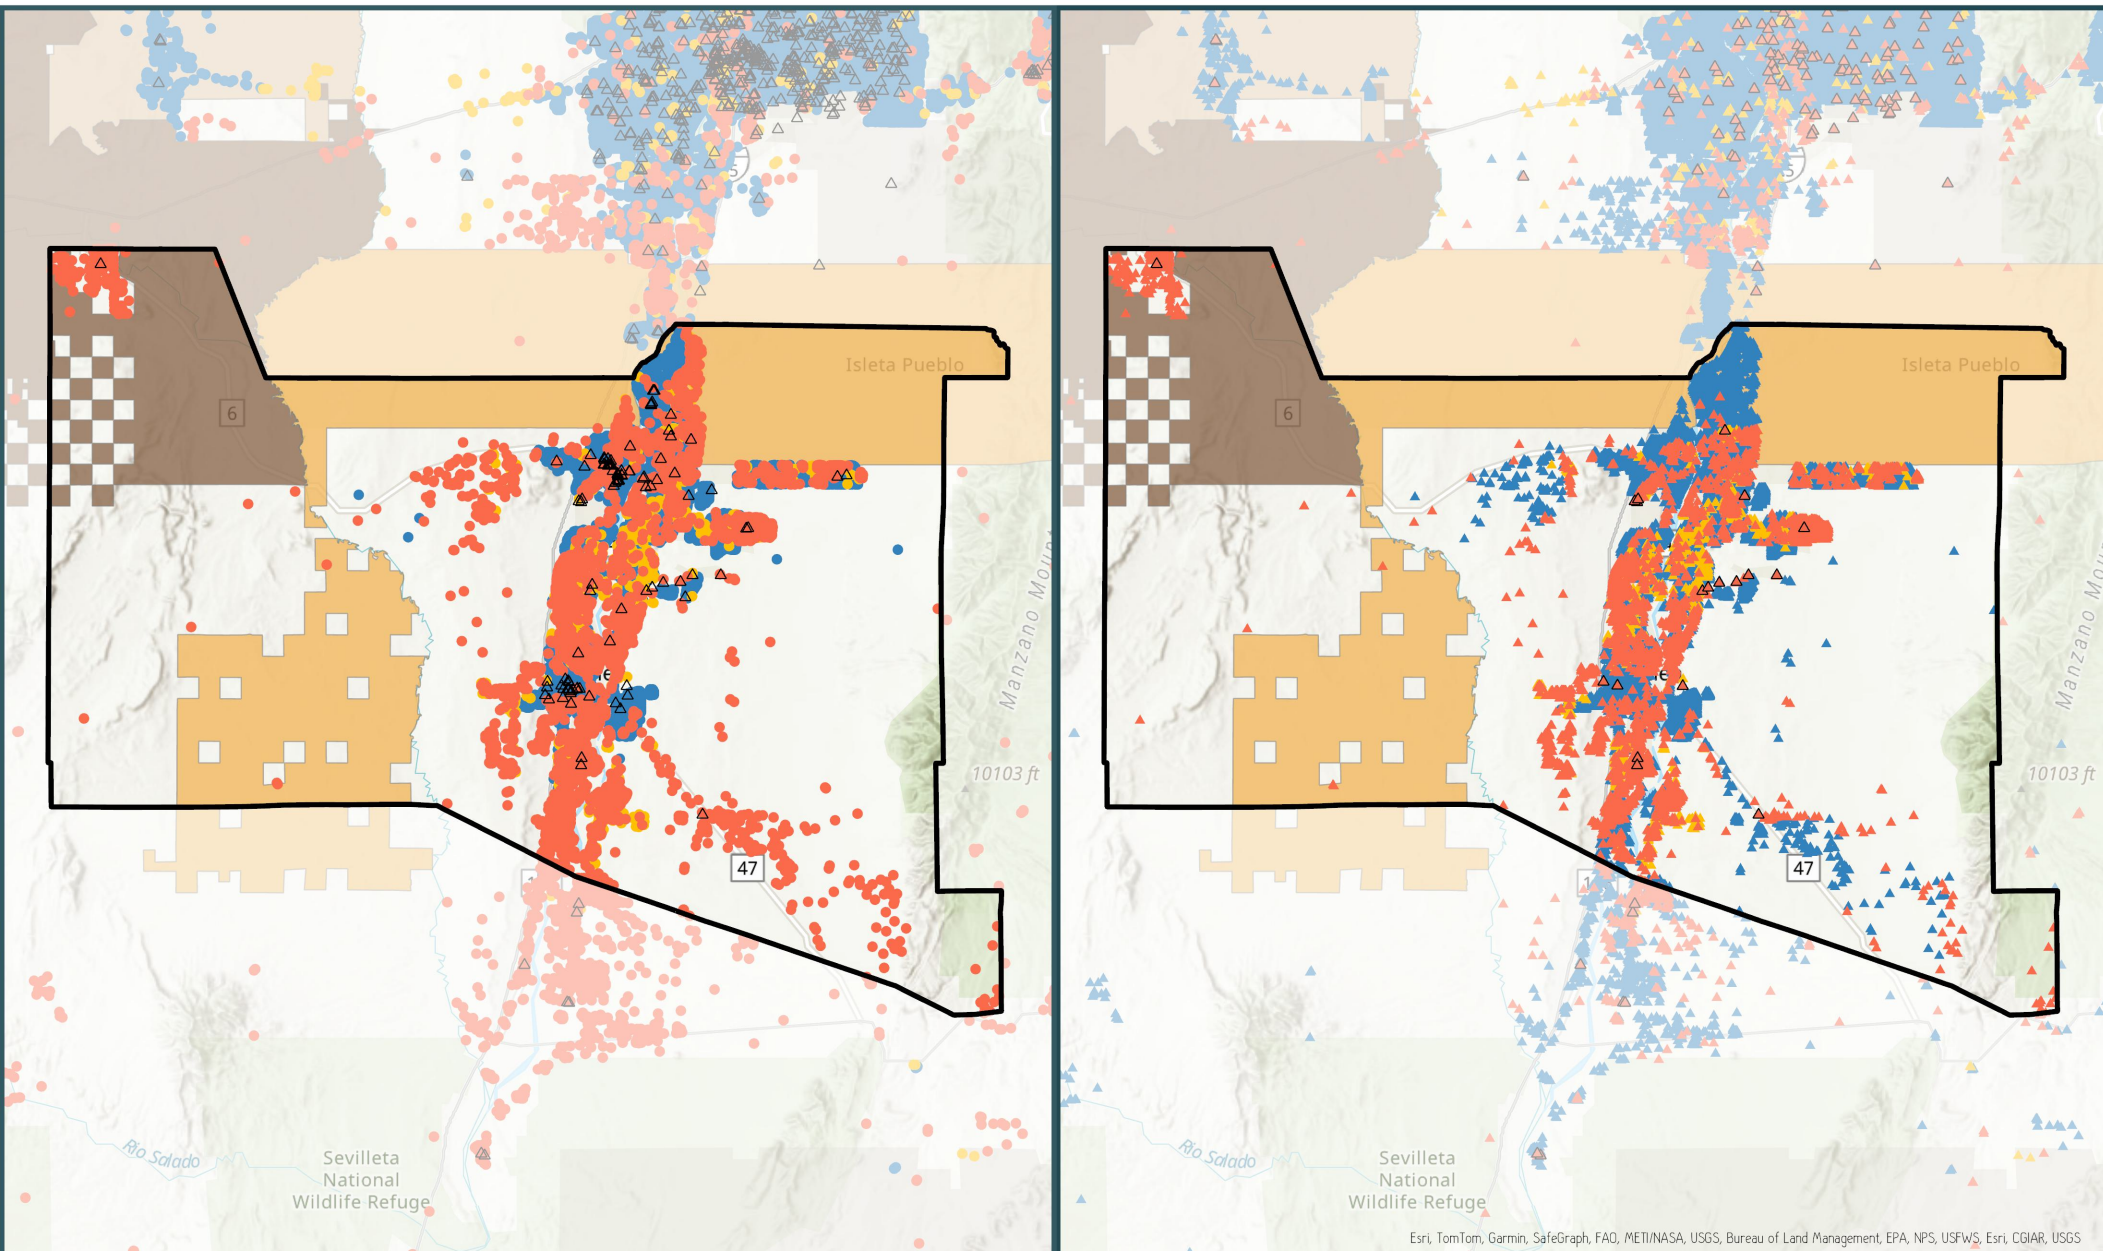 Isleta Pueblo
6
Manzano
10103 ft
47
Rio Salado
Sevilleta
National
Wildlife Refuge
Isleta Pueblo
6
Manzano
10103 ft
47
Rio Salado
Sevilleta
National
Wildlife Refuge
Esri, TomTom, Garmin, SafeGraph, FAO, METI/NASA, USGS, Bureau of Land Management, EPA, NPS, USFWS, Esri, CGIAR, USGS